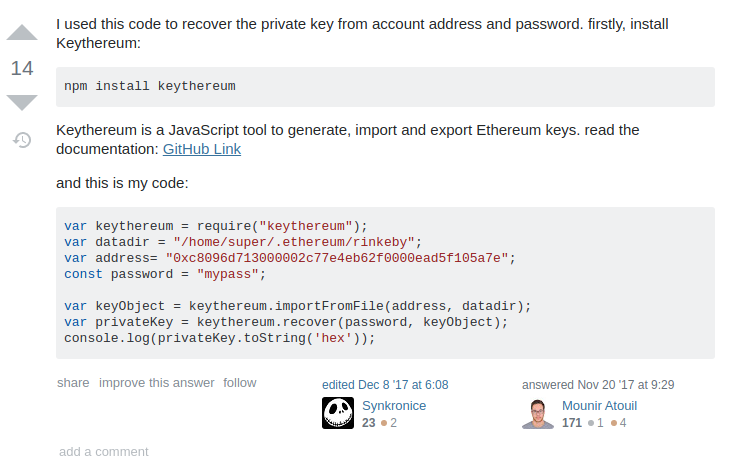 I used this code to recover the private key from account address and password. firstly, install
Keythereum:
14
npm install keythereum
Keythereum is a JavaScript tool to generate, import and export Ethereum keys. read the
documentation: GitHub Link
and this is my code:
var keythereum = require("keythereum");
var datadir = "/home/super/.ethereum/rinkeby";
var address= "0xc8096d713000002c77e4eb62f0000ead5f105a7e";
const password = "mypass";
var keyObject = keythereum.importFromFile(address, datadir);
var privateKey = keythereum.recover(password, keyObject);
console.log(privateKey.toString('hex'));
share improve this answer follow
edited Dec 8 '17 at 6:08
Synkronice
23 ●2
answered Nov 20 '17 at 9:29
Mounir Atouil
171 ●1 ●4
add a comment